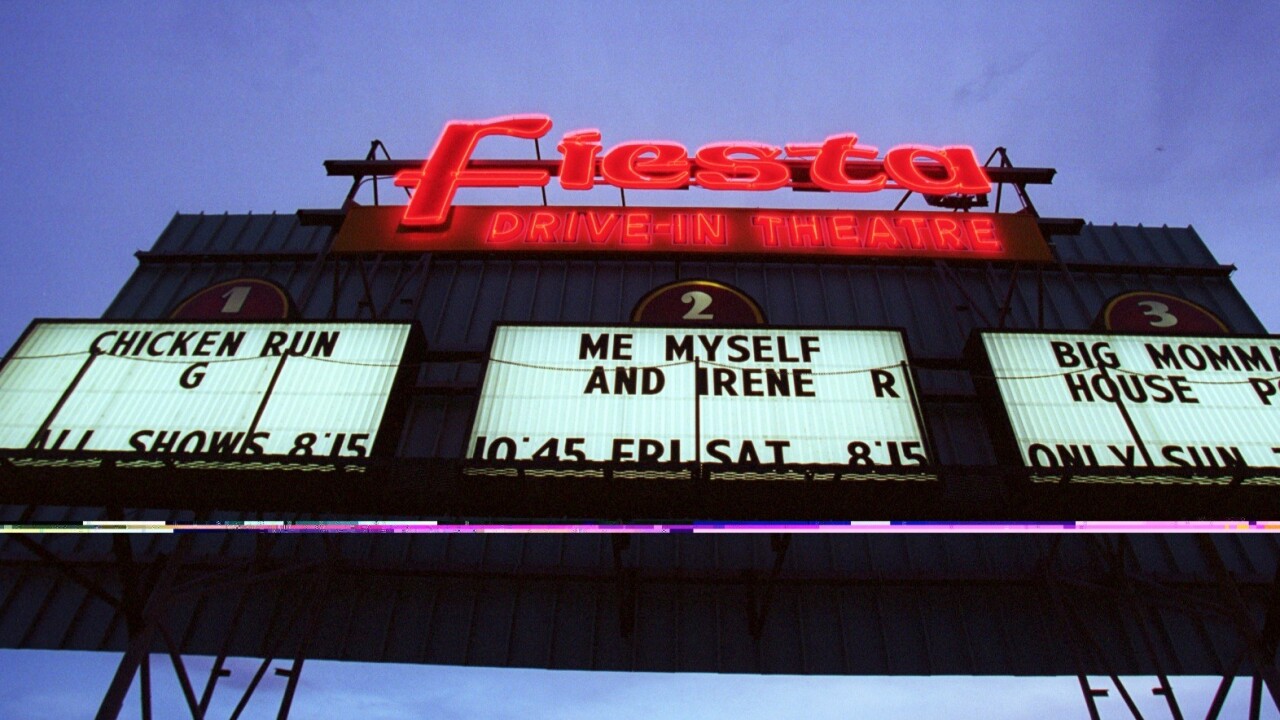 Fiesta
DRIVE-IN THEATRE
1
CHICKEN RUN
G
ALL SHOWS 8:15
2
ME MYSELF
AND IRENE R
10:45 FRI SAT 8:15
3
BIG
HOUSE
ONLY SUN